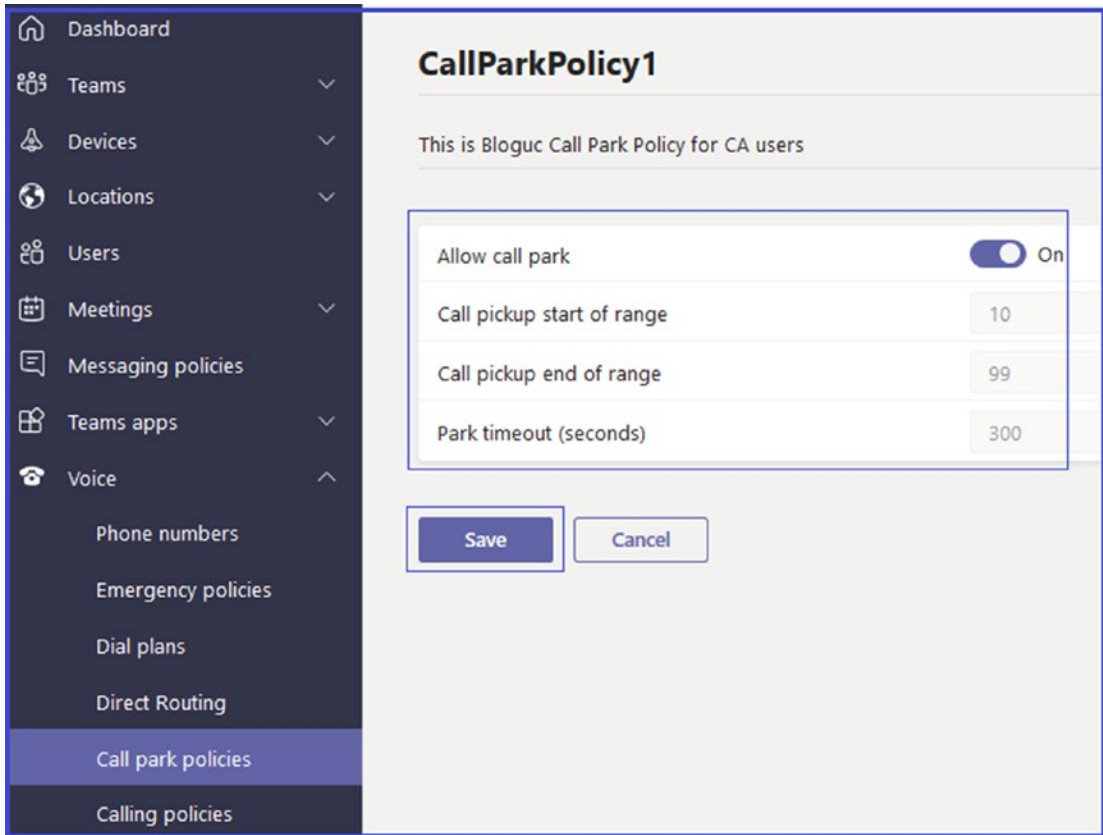 Dashboard
Teams
Devices
Locations
Users
Meetings
Messaging policies
Teams apps
Voice
Phone numbers
Emergency policies
Dial plans
Direct Routing
Call park policies
Calling policies
CallParkPolicy1
This is Bloguc Call Park Policy for CA users
Allow call park On
Call pickup start of range 10
Call pickup end of range 99
Park timeout (seconds) 300
Save Cancel